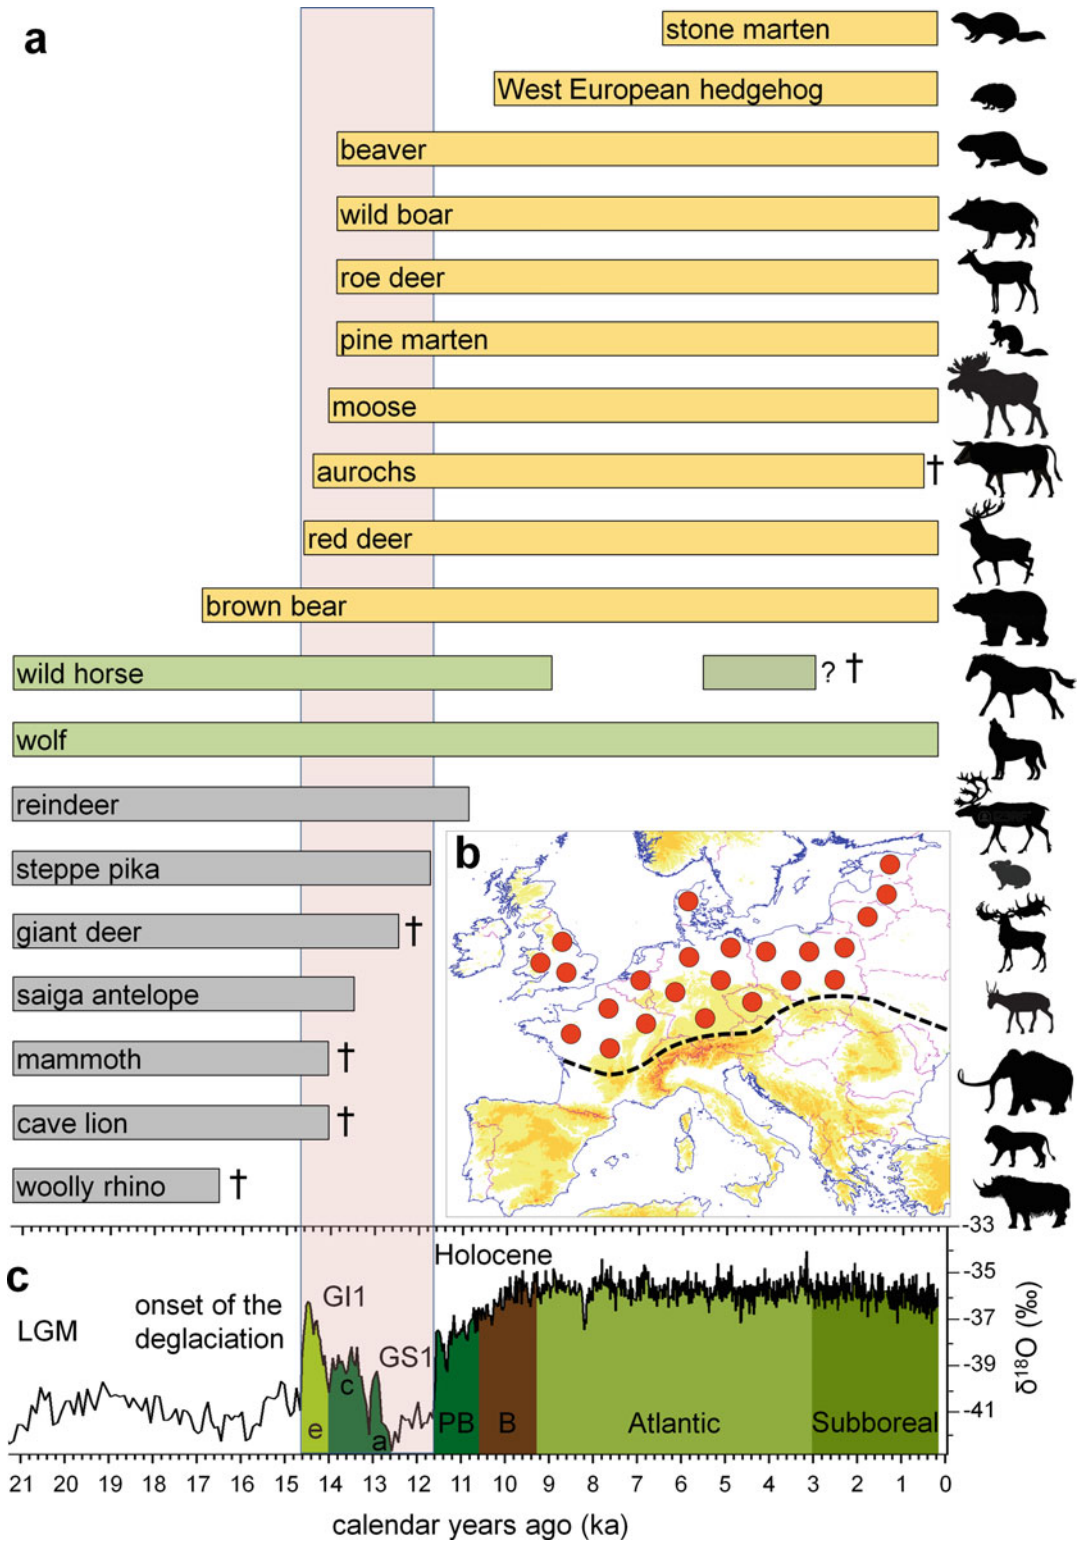 a
stone marten
West European hedgehog
beaver
wild boar
roe deer
pine marten
moose
aurochs †
red deer
brown bear
wild horse ? †
wolf
reindeer
steppe pika
giant deer †
saiga antelope
mammoth †
cave lion †
woolly rhino †
b
c
LGM
onset of the
deglaciation
GI1
GS1
Holocene
e
c
a
PB
B
Atlantic
Subboreal
-33
-35
-37
-39
-41
δ18O (‰)
21 20 19 18 17 16 15 14 13 12 11 10 9 8 7 6 5 4 3 2 1 0
calendar years ago (ka)